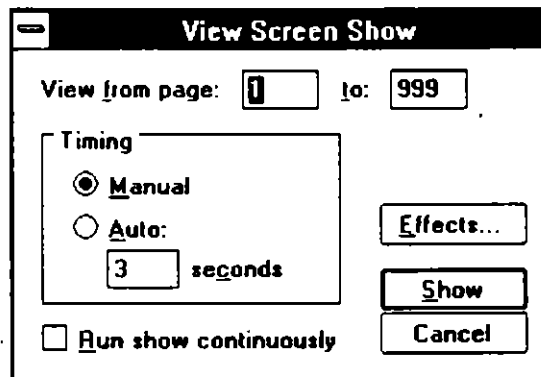 View Screen Show
View from page: 1 to: 999
Timing
Manual
Auto:
3 seconds
Effects...
Show
Cancel
Run show continuously